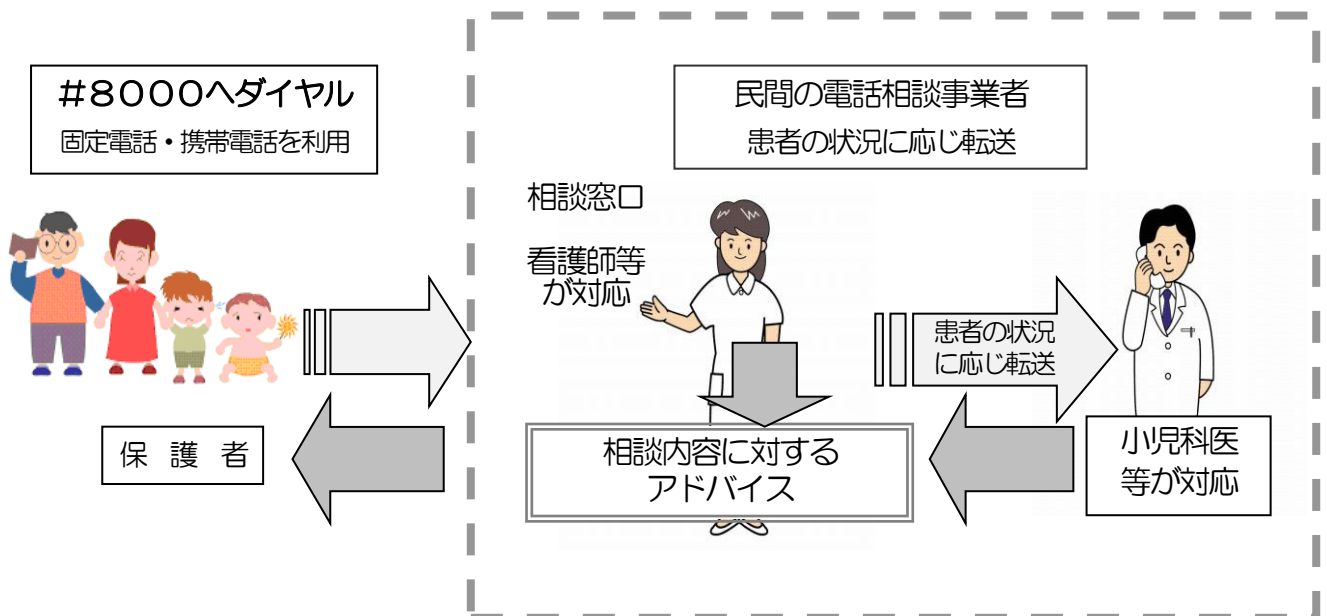 #8000へダイヤル
固定電話・携帯電話を利用
保 護 者
民間の電話相談事業者
患者の状況に応じ転送
相談窓口
看護師等
が対応
患者の状況
に応じ転送
相談内容に対する
アドバイス
小児科医
等が対応